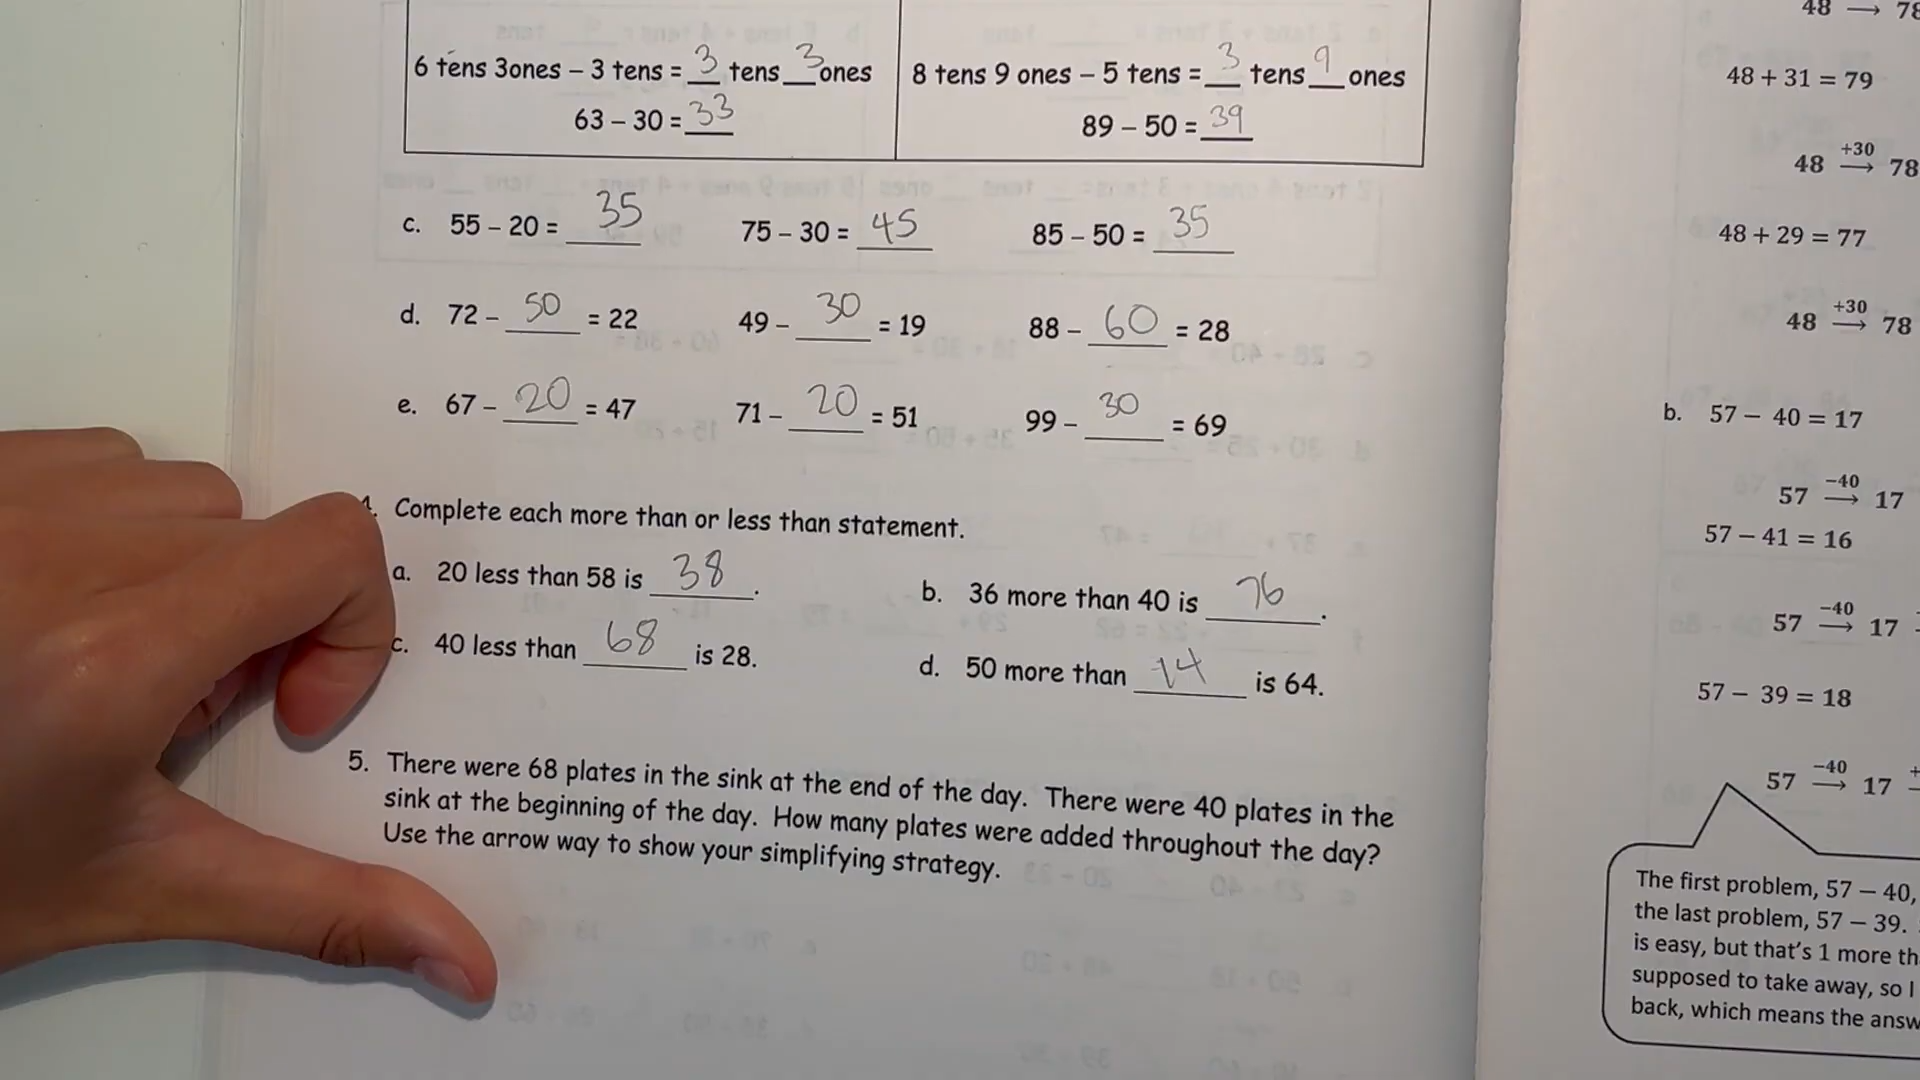 6 tens 3ones – 3 tens = 3 tens 3 ones
63 – 30 = 33
8 tens 9 ones – 5 tens = 3 tens 9 ones
89 – 50 = 39
c. 55 – 20 = 35 75 – 30 = 45 85 – 50 = 35
d. 72 – 50 = 22 49 – 30 = 19 88 – 60 = 28
e. 67 – 20 = 47 71 – 20 = 51 99 – 30 = 69
4. Complete each more than or less than statement.
a. 20 less than 58 is 38. b. 36 more than 40 is 76.
c. 40 less than 68 is 28. d. 50 more than 14 is 64.
5. There were 68 plates in the sink at the end of the day. There were 40 plates in the
sink at the beginning of the day. How many plates were added throughout the day?
Use the arrow way to show your simplifying strategy.
48 → 78
48 + 31 = 79
48 +30 → 78
48 + 29 = 77
48 +30 → 78
b. 57 – 40 = 17
57 –40 → 17
57 – 41 = 16
57 –40 → 17
57 – 39 = 18
57 –40 → 17
The first problem, 57 – 40,
the last problem, 57 – 39.
is easy, but that's 1 more
supposed to take away, so I
back, which means the